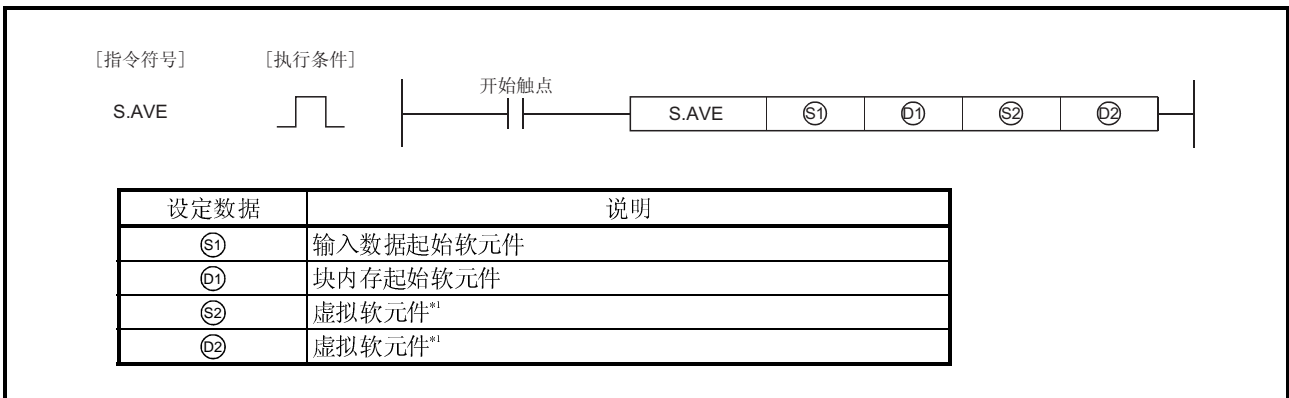 [指令符号] [执行条件]
开始触点
S.AVE S.AVE S1 D1 S2 D2
设定数据 说明
S1 输入数据起始软元件
D1 块内存起始软元件
S2 虚拟软元件*1
D2 虚拟软元件*1